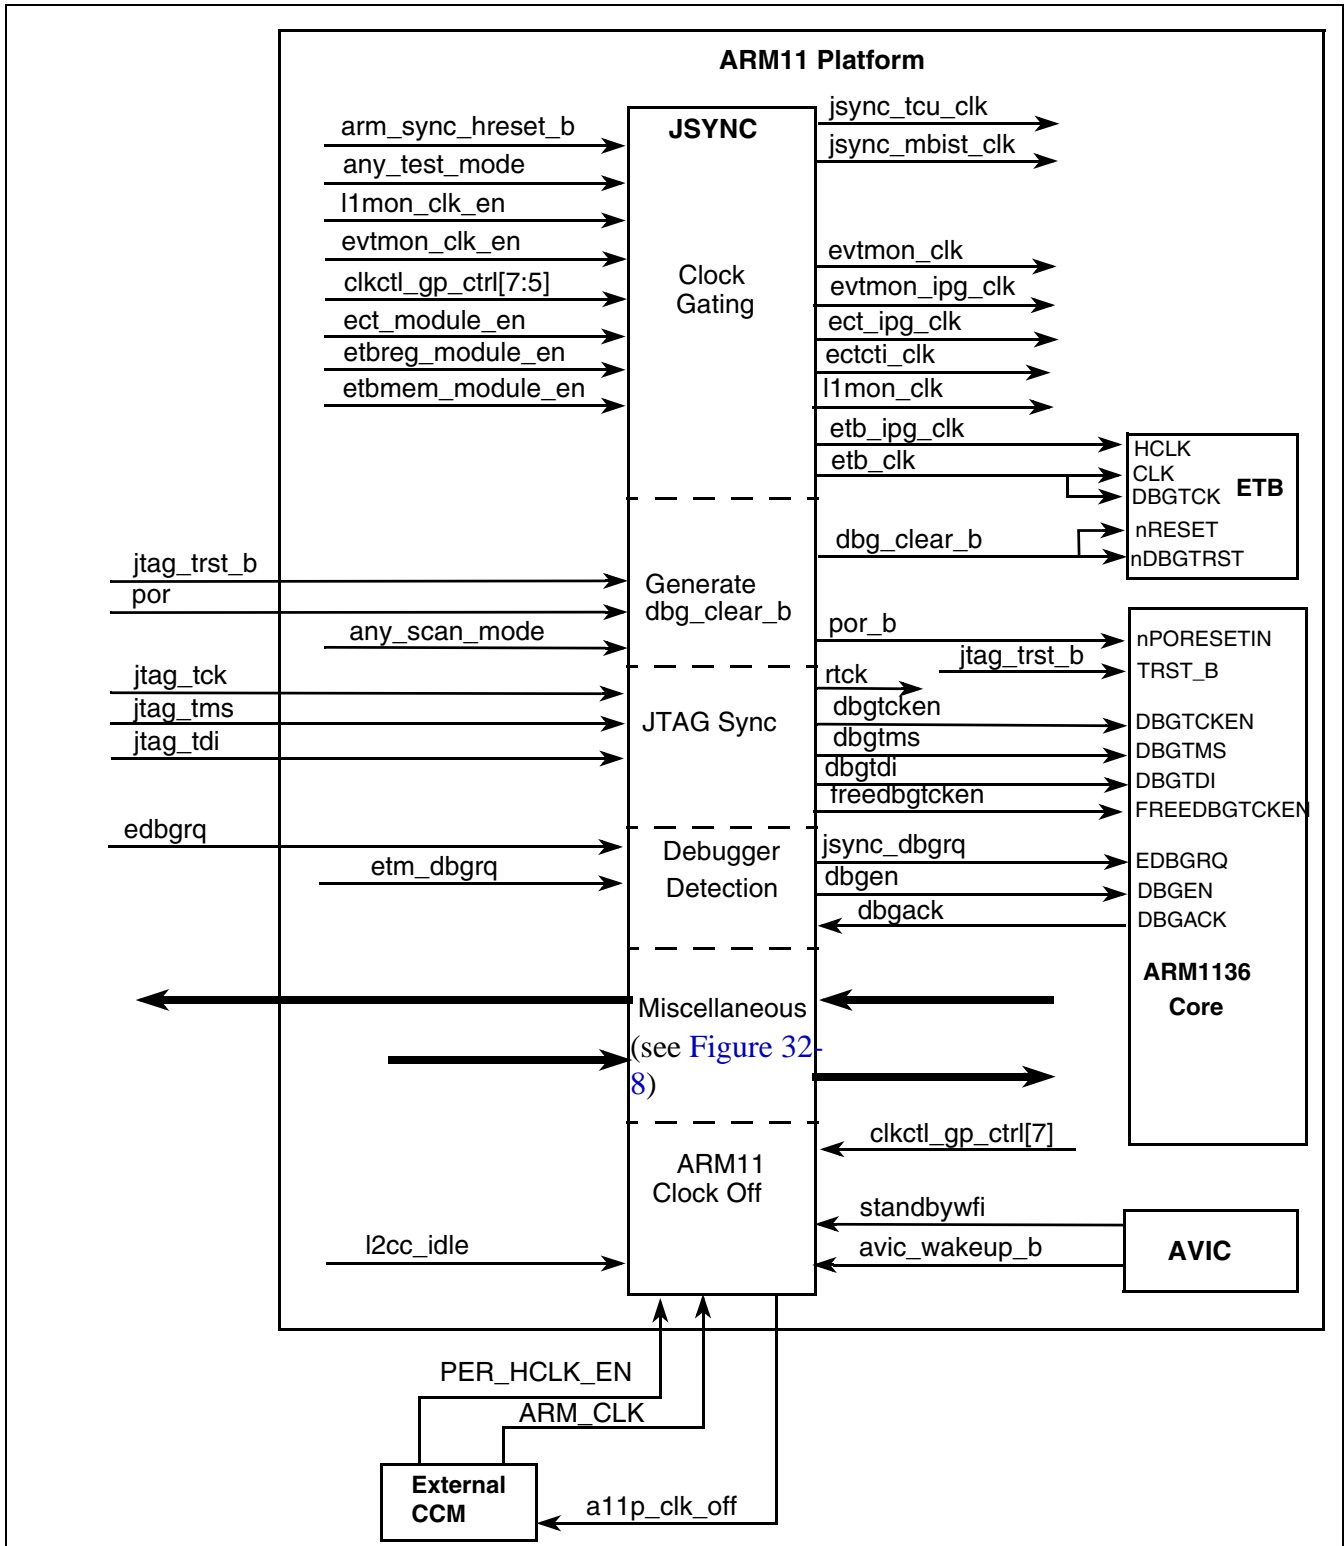 ARM11 Platform
jsync_tcu_clk
arm_sync_hreset_b
JSYNC
jsync_mbist_clk
any_test_mode
l1mon_clk_en
evtmon_clk_en
evtmon_clk
clkctl_gp_ctrl[7:5]
Clock
Gating
evtmon_ipg_clk
ect_module_en
ect_ipg_clk
etbreg_module_en
ectcti_clk
etbmem_module_en
l1mon_clk
etb_ipg_clk
HCLK
etb_clk
CLK
ETB
DBGTCK
nRESET
dbg_clear_b
nDBGTRST
jtag_trst_b
Generate
dbg_clear_b
por
any_scan_mode
por_b
nPORESETIN
jtag_trst_b
TRST_B
jtag_tck
rtck
jtag_tms
JTAG Sync
dbgtcken
DBGTCKEN
jtag_tdi
dbgtms
DBGTMS
dbgtdi
DBGTDI
freedbgtcken
FREEDBGTCKEN
edbgrq
Debugger
Detection
jsync_dbgrq
EDBGRQ
etm_dbgrq
dbgen
DBGEN
dbgack
DBGACK
ARM1136
Core
Miscellaneous
(see Figure 32-
8)
clkctl_gp_ctrl[7]
ARM11
Clock Off
standbywfi
l2cc_idle
avic_wakeup_b
AVIC
PER_HCLK_EN
ARM_CLK
External
CCM
a11p_clk_off